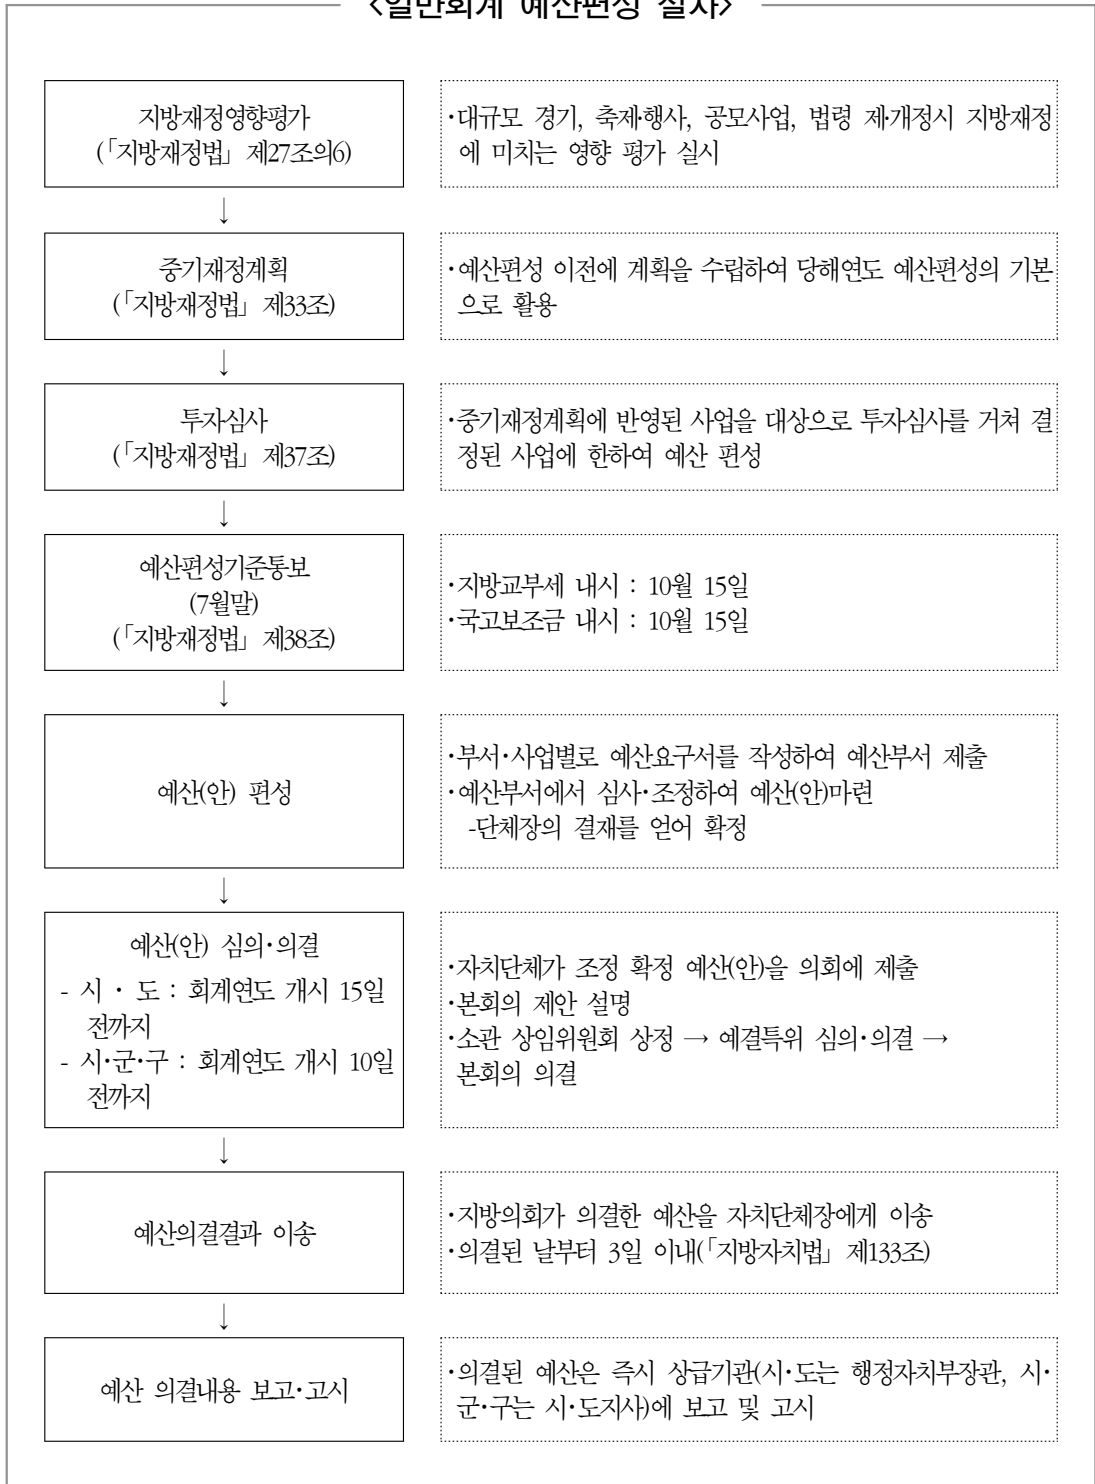 <일반회계 예산편성 절차>
지방재정영향평가
(「지방재정법」 제27조의6)
·대규모 경기, 축제·행사, 공모사업, 법령 제·개정시 지방재정
에 미치는 영향 평가 실시
↓
중기재정계획
(「지방재정법」 제33조)
·예산편성 이전에 계획을 수립하여 당해연도 예산편성의 기본
으로 활용
↓
투자심사
(「지방재정법」 제37조)
·중기재정계획에 반영된 사업을 대상으로 투자심사를 거쳐 결
정된 사업에 한하여 예산 편성
↓
예산편성기준통보
(7월말)
(「지방재정법」 제38조)
·지방교부세 내시 : 10월 15일
·국고보조금 내시 : 10월 15일
↓
예산(안) 편성
·부서·사업별로 예산요구서를 작성하여 예산부서 제출
·예산부서에서 심사·조정하여 예산(안)마련
-단체장의 결재를 얻어 확정
↓
예산(안) 심의·의결
- 시 · 도 : 회계연도 개시 15일
전까지
- 시·군·구 : 회계연도 개시 10일
전까지
·자치단체가 조정 확정 예산(안)을 의회에 제출
·본회의 제안 설명
·소관 상임위원회 상정 → 예결특위 심의·의결 →
본회의 의결
↓
예산의결결과 이송
·지방의회가 의결한 예산을 자치단체장에게 이송
·의결된 날부터 3일 이내(「지방자치법」 제133조)
↓
예산 의결내용 보고·고시
·의결된 예산은 즉시 상급기관(시·도는 행정자치부장관, 시·
군·구는 시·도지사)에 보고 및 고시